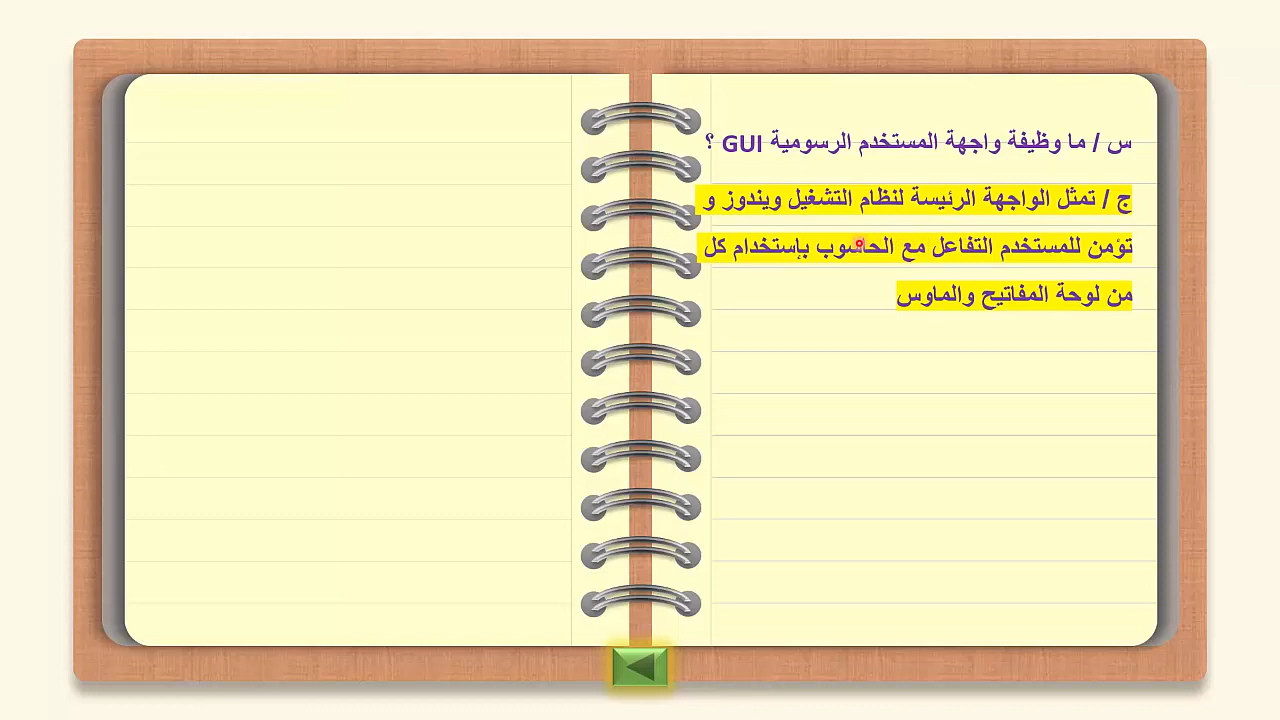 س / ما وظيفة واجهة المستخدم الرسومية GUI ؟
ج / تمثل الواجهة الرئيسة لنظام التشغيل ويندوز و
تؤمن للمستخدم التفاعل مع الحاسوب بإستخدام كل
من لوحة المفاتيح والماوس